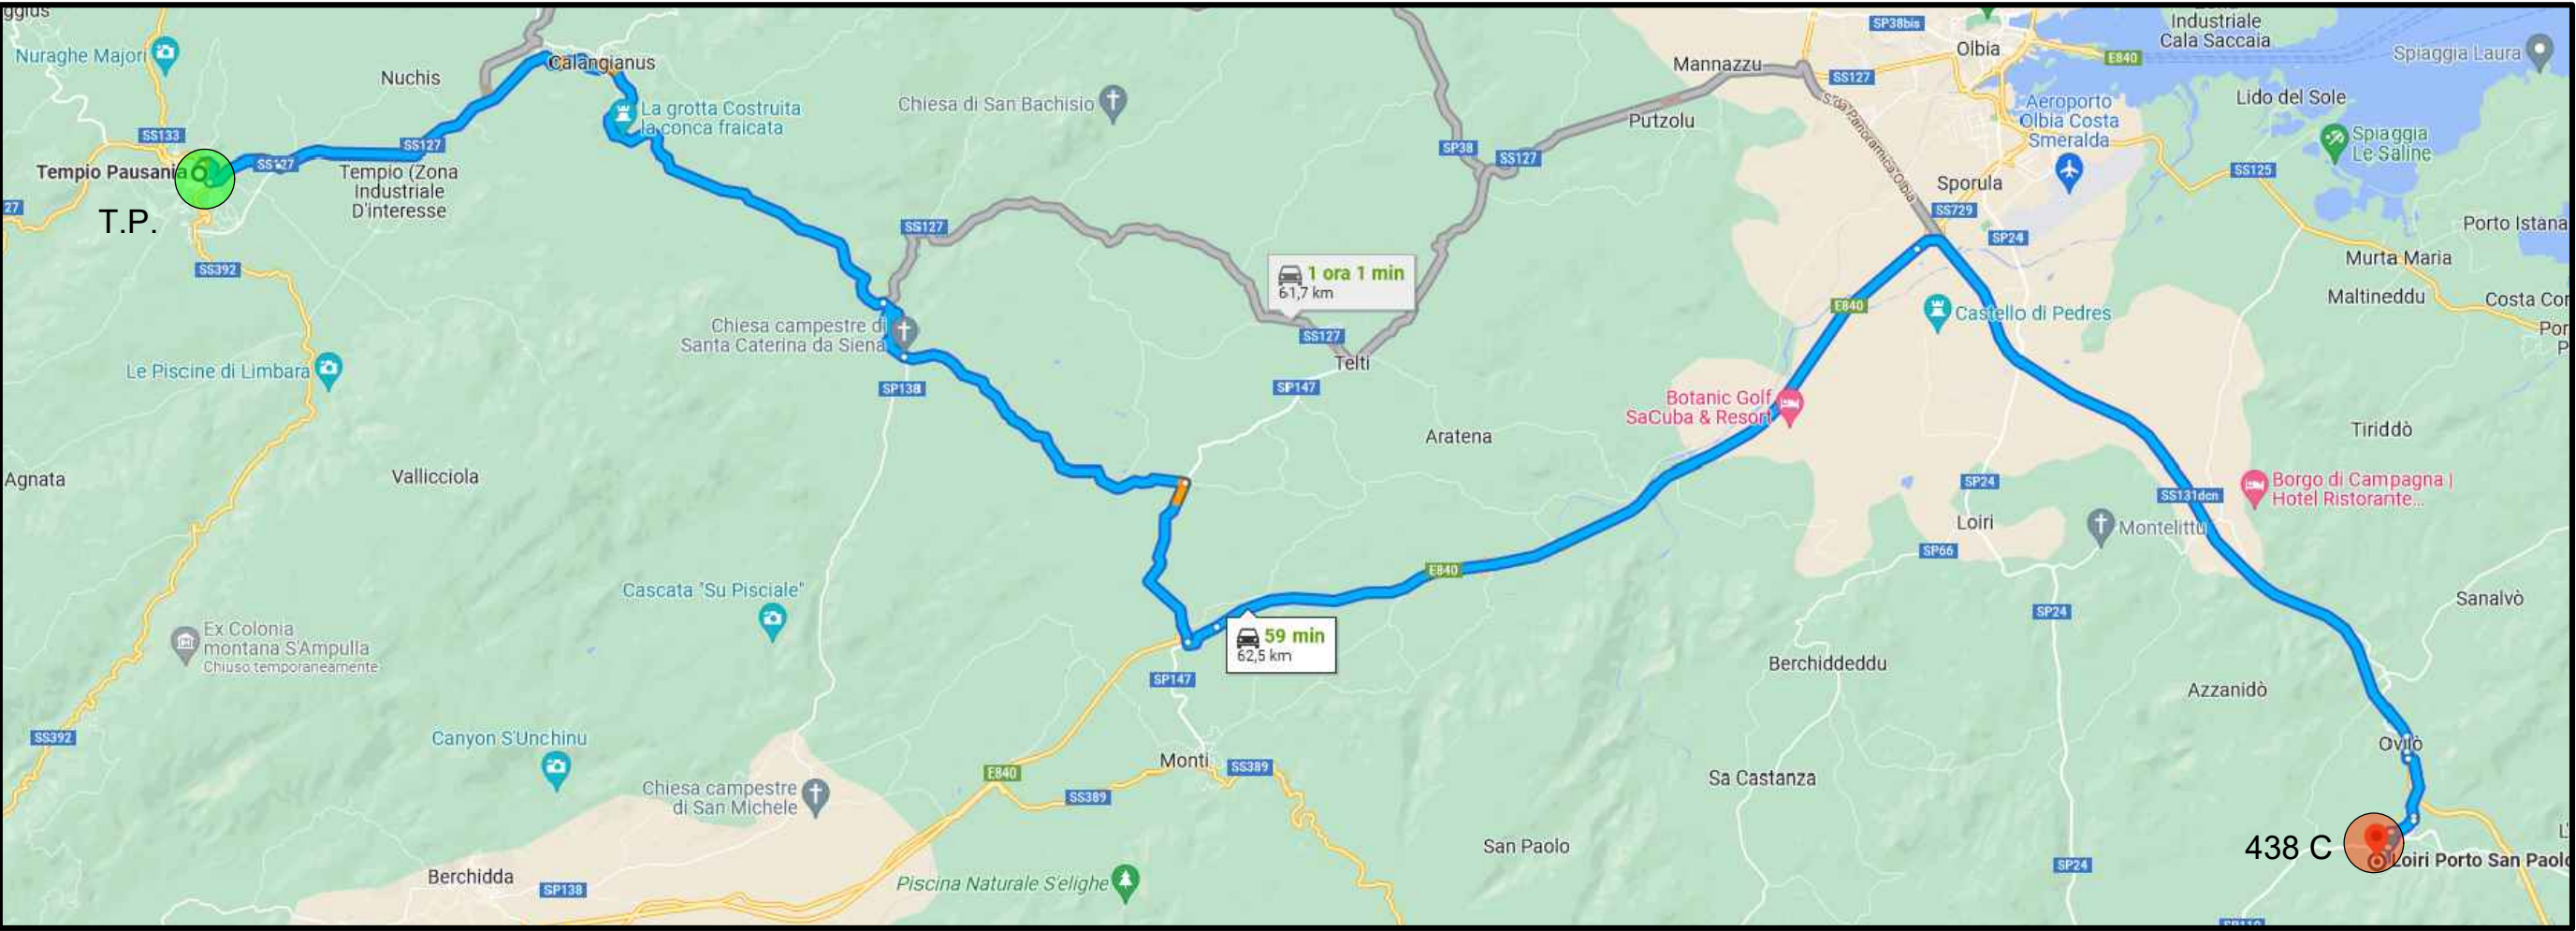 ggius
Nuraghe Majori
Nuchis
Calangianus
La grotta Costruita
la conca fraicata
Chiesa di San Bachisio
SP38bis
Olbia
Industriale
Cala Saccaia
E840
Spiaggia Laura
Mannazzu
SS127
S.da Panoramica Olbia
Putzolu
Aeroporto
Olbia Costa
Smeralda
Lido del Sole
Spiaggia
Le Saline
SS133
SS127
SS127
Tempio Pausania
T.P.
27
Tempio (Zona
Industriale
D'interesse
SP38
SS127
SS125
Sporula
SS729
SP24
Porto Istana
Murta Maria
Maltineddu
Costa Cor
Por
P
SS392
SS127
1 ora 1 min
61,7 km
SS127
Telti
SP147
E840
Castello di Pedres
Chiesa campestre di
Santa Caterina da Siena
SP138
Le Piscine di Limbara
Botanic Golf
SaCuba & Resort
Aratena
Tiriddò
Agnata
Vallicciola
SP24
SS131dcn
Borgo di Campagna |
Hotel Ristorante...
Loiri
Montelittu
SP66
E840
Cascata "Su Pisciale"
Ex Colonia
montana S'Ampulla
Chiuso temporaneamente
59 min
62,5 km
SP24
Sanalvò
Berchiddeddu
SP147
Azzanidò
SS392
Canyon S'Unchinu
Monti
SS389
E840
SS389
Ovilò
Sa Castanza
Chiesa campestre
di San Michele
San Paolo
438 C
L'
Loiri Porto San Paolo
Berchidda
SP138
Piscina Naturale S'elighe
SP24